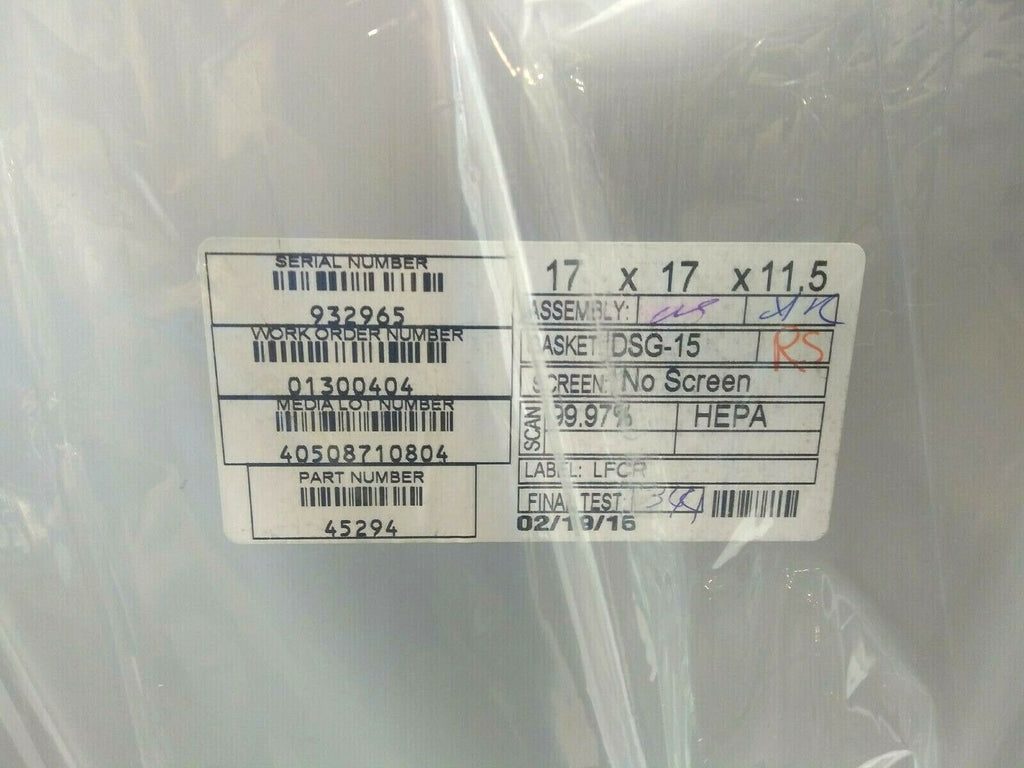 SERIAL NUMBER
932965
WORK ORDER NUMBER
01300404
MEDIA LOT NUMBER
40508710804
PART NUMBER
45294
17 x 17 x 11.5
ASSEMBLY:
GASKET DSG-15 RS
SCREEN: No Screen
SCAN 99.97% HEPA
LABEL: LFCR
FINAL TEST:
02/19/16